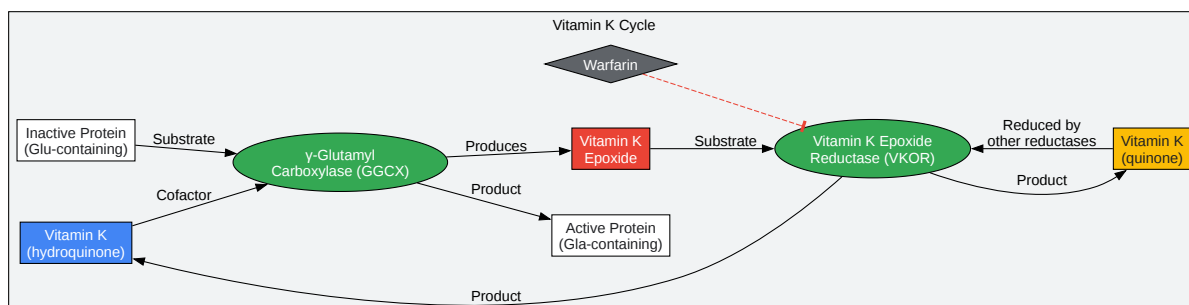 Vitamin K Cycle
Warfarin
Inactive Protein
(Glu-containing)
Substrate
γ-Glutamyl
Carboxylase (GGCX)
Produces
Vitamin K
Epoxide
Substrate
Vitamin K Epoxide
Reductase (VKOR)
Reduced by
other reductases
Vitamin K
(quinone)
Cofactor
Product
Product
Vitamin K
(hydroquinone)
Active Protein
(Gla-containing)
Product